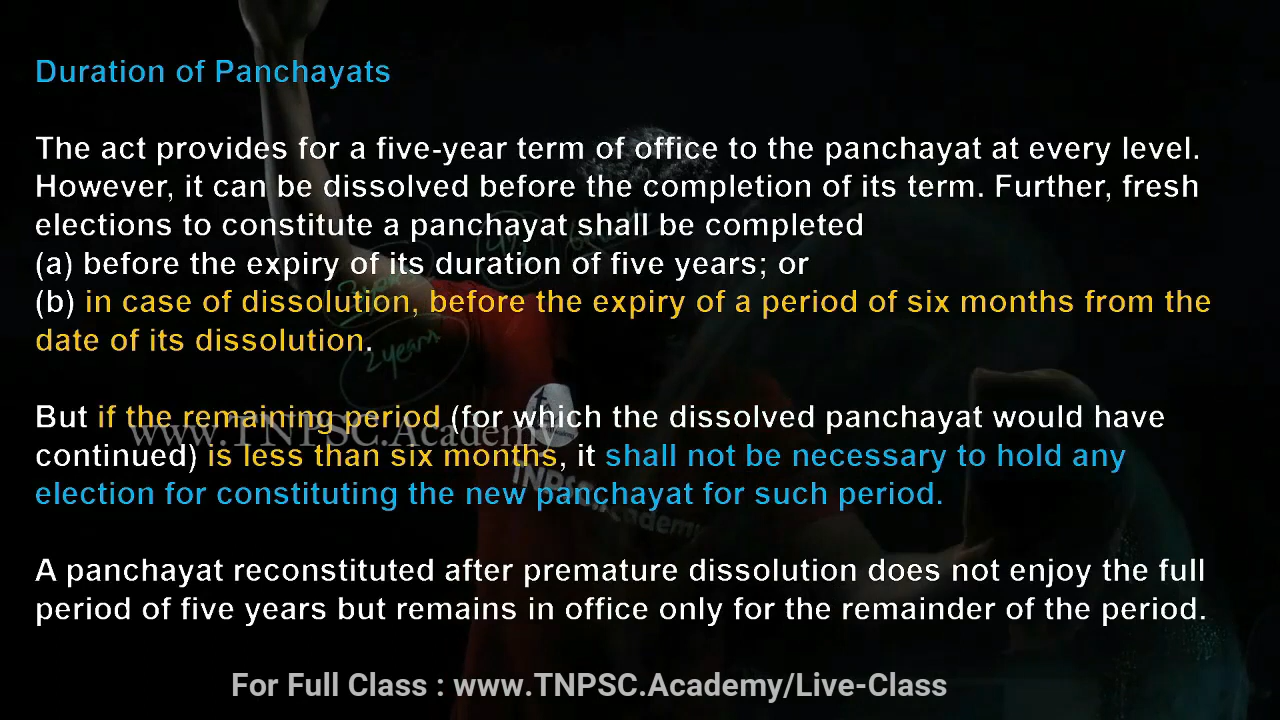 Duration of Panchayats
The act provides for a five-year term of office to the panchayat at every level.
However, it can be dissolved before the completion of its term. Further, fresh
elections to constitute a panchayat shall be completed
(a) before the expiry of its duration of five years; or
(b) in case of dissolution, before the expiry of a period of six months from the
date of its dissolution.
2 years
But if the remaining period (for which the dissolved panchayat would have
www.TNPSC.Academy
continued) is less than six months, it shall not be necessary to hold any
election for constituting the new panchayat for such period.
TNPSC.Academy
A panchayat reconstituted after premature dissolution does not enjoy the full
period of five years but remains in office only for the remainder of the period.
For Full Class : www.TNPSC.Academy/Live-Class